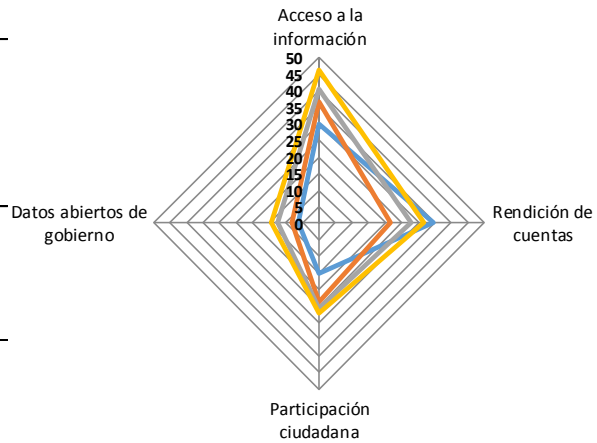 Acceso a la
información
50
45
40
35
30
25
20
15
10
5
0
Datos abiertos de
gobierno
Rendición de
cuentas
Participación
ciudadana